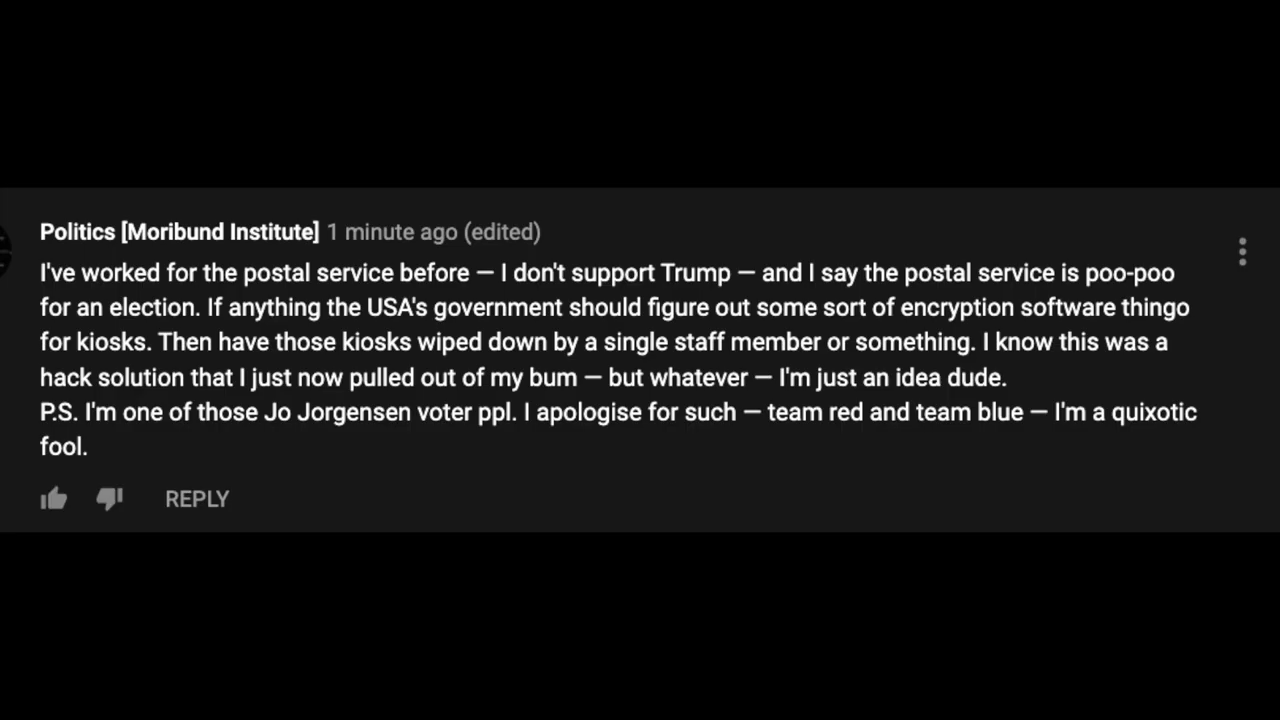 Politics [Moribund Institute] 1 minute ago (edited)
I've worked for the postal service before — I don't support Trump — and I say the postal service is poo-poo
for an election. If anything the USA's government should figure out some sort of encryption software thingo
for kiosks. Then have those kiosks wiped down by a single staff member or something. I know this was a
hack solution that I just now pulled out of my bum — but whatever — I'm just an idea dude.
P.S. I'm one of those Jo Jorgensen voter ppl. I apologise for such — team red and team blue — I'm a quixotic
fool.
REPLY